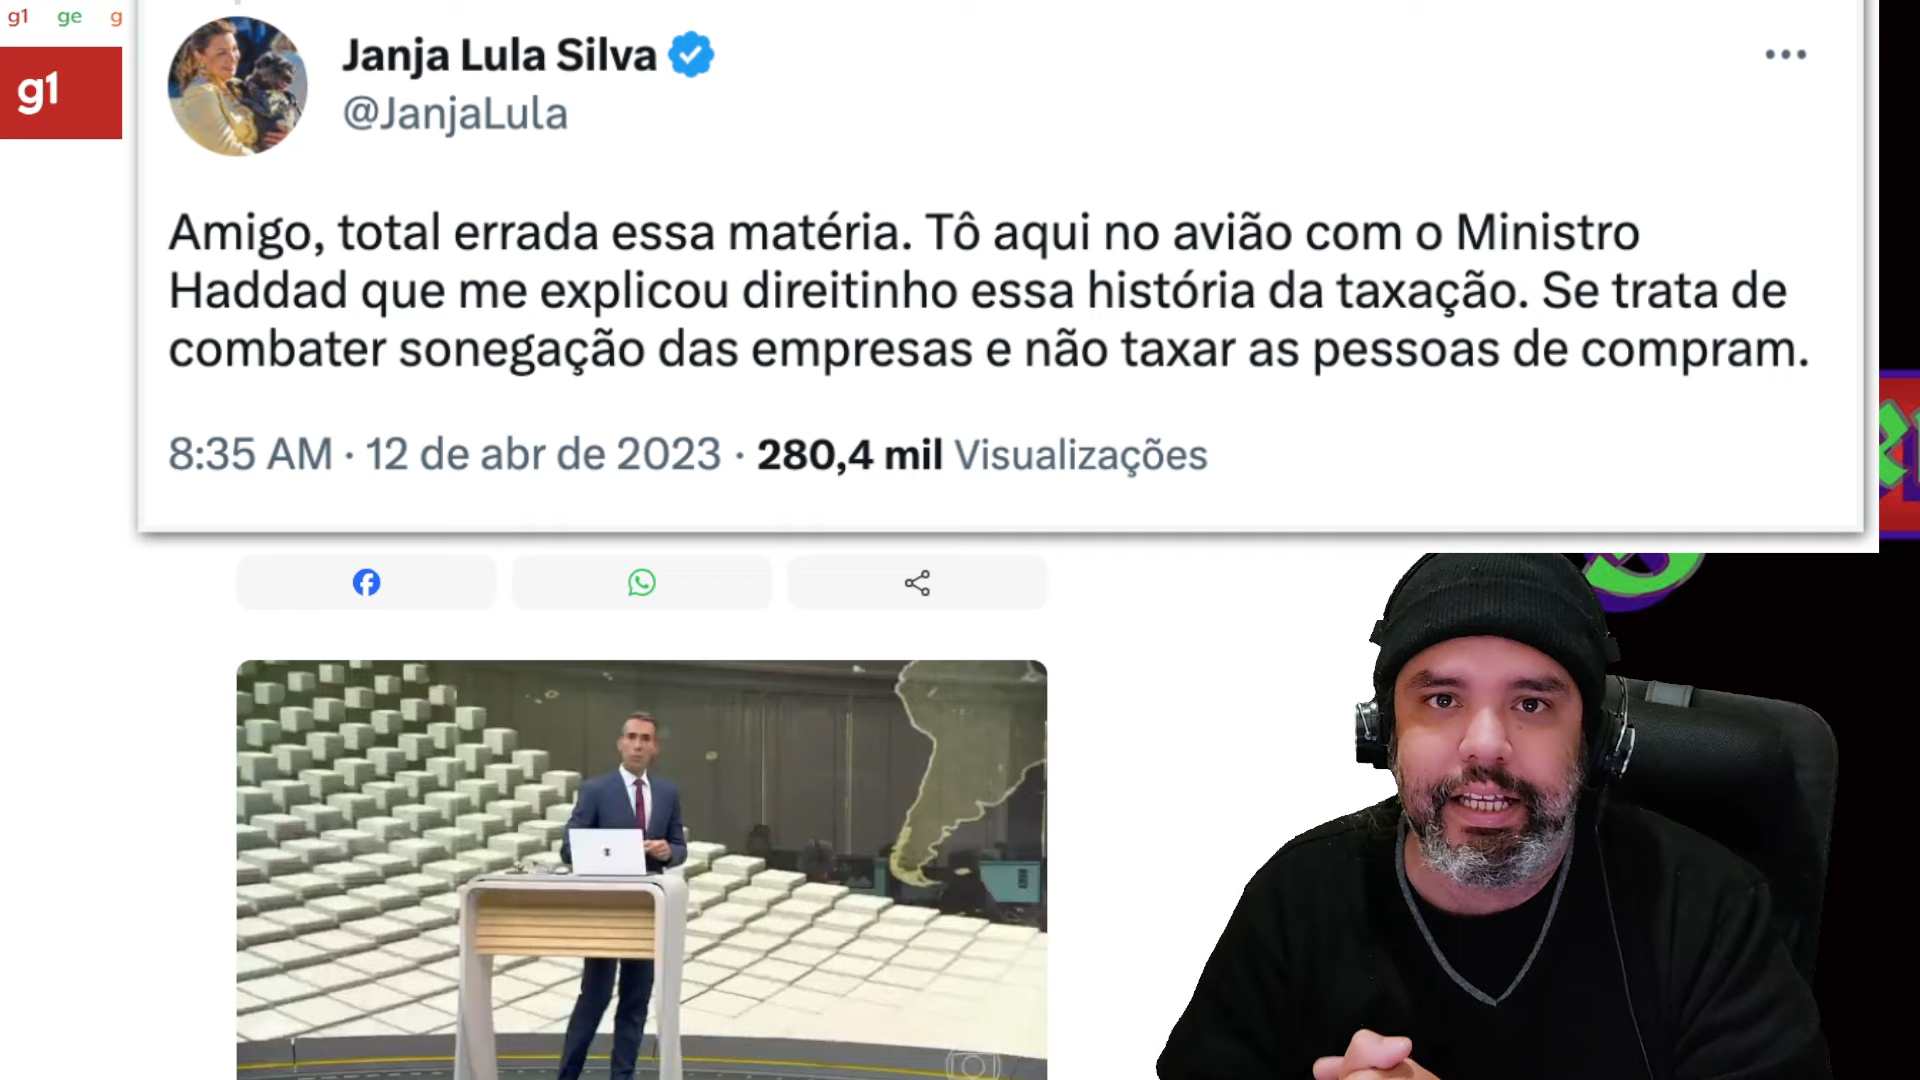 g1 ge g
g1
Janja Lula Silva
@JanjaLula
Amigo, total errada essa matéria. Tô aqui no avião com o Ministro
Haddad que me explicou direitinho essa história da taxação. Se trata de
combater sonegação das empresas e não taxar as pessoas de compram.
8:35 AM · 12 de abr de 2023 · 280,4 mil Visualizações